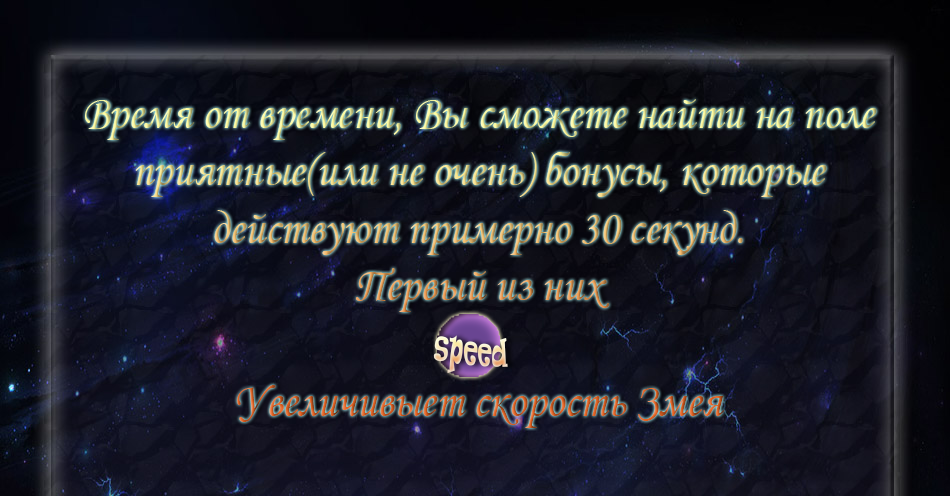 Время от времени, Вы сможете найти на поле
приятные(или не очень) бонусы, которые
действуют примерно 30 секунд.
Первый из них
speed
Увеличивыет скорость Змея